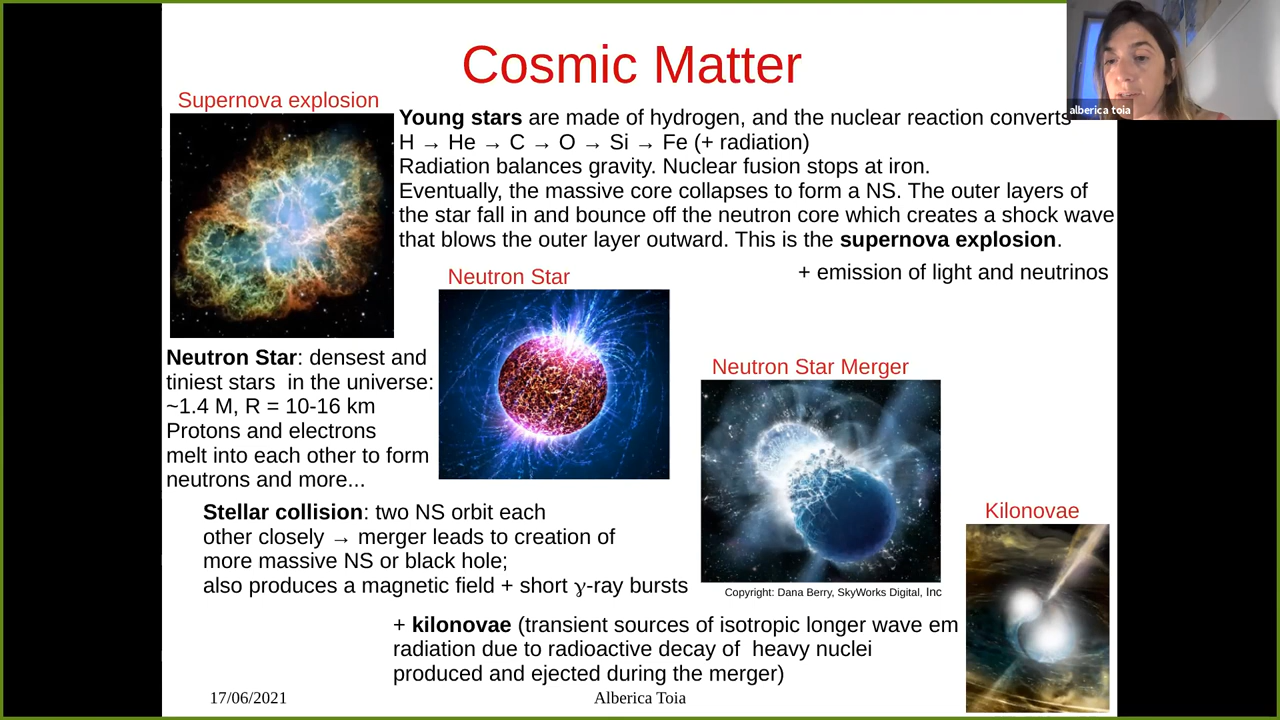 Cosmic Matter
alberica toia
Supernova explosion
Young stars are made of hydrogen, and the nuclear reaction converts
H → He → C → O → Si → Fe (+ radiation)
Radiation balances gravity. Nuclear fusion stops at iron.
Eventually, the massive core collapses to form a NS. The outer layers of
the star fall in and bounce off the neutron core which creates a shock wave
that blows the outer layer outward. This is the supernova explosion.
+ emission of light and neutrinos
Neutron Star
Neutron Star: densest and
tiniest stars in the universe:
~1.4 M, R = 10-16 km
Protons and electrons
melt into each other to form
neutrons and more...
Neutron Star Merger
Stellar collision: two NS orbit each
other closely → merger leads to creation of
more massive NS or black hole;
also produces a magnetic field + short γ-ray bursts
Copyright: Dana Berry, SkyWorks Digital, Inc
Kilonovae
+ kilonovae (transient sources of isotropic longer wave em
radiation due to radioactive decay of heavy nuclei
produced and ejected during the merger)
17/06/2021
Alberica Toia